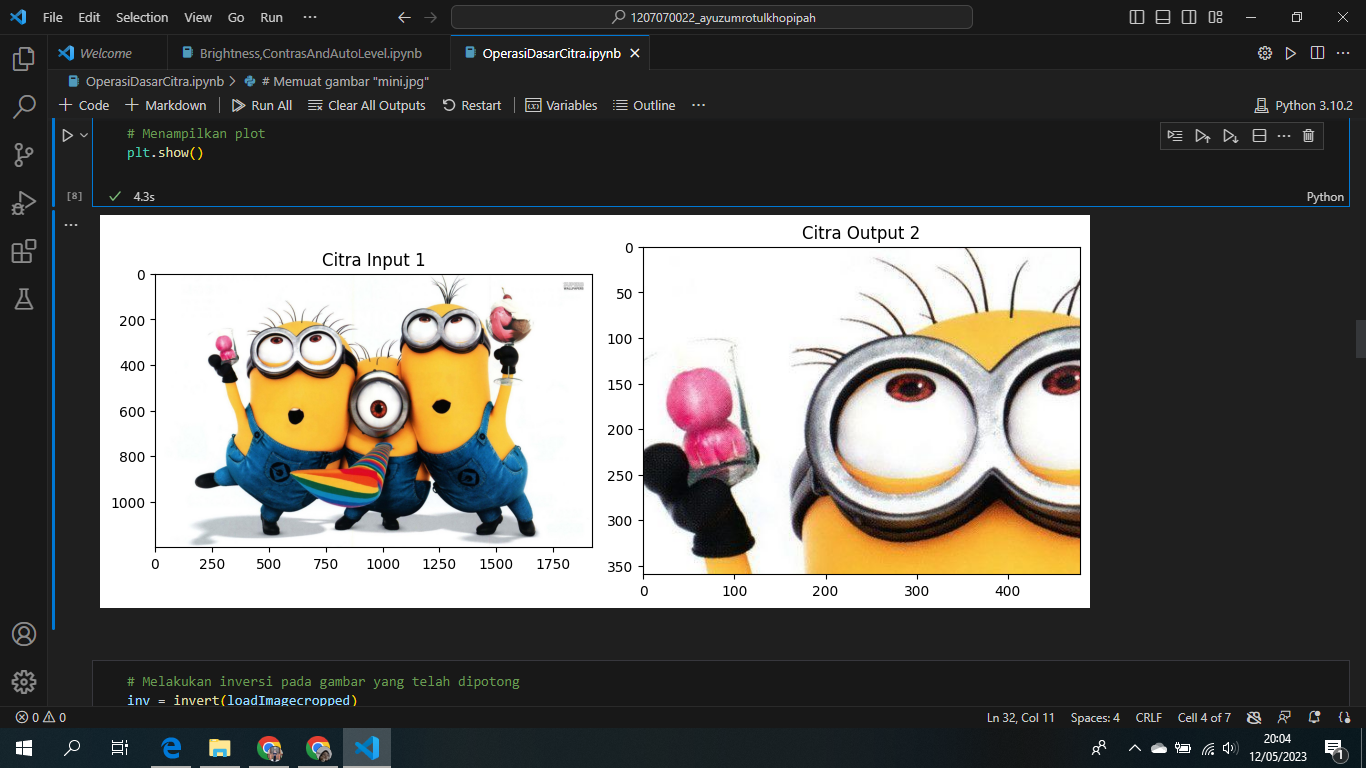 File Edit Selection View Go Run ··· 1207070022_ayuzumrotulkhopipah
Welcome Brightness,ContrasAndAutoLevel.ipynb OperasiDasarCitra.ipynb
OperasiDasarCitra.ipynb > # Memuat gambar "mini.jpg"
Code Markdown Run All Clear All Outputs Restart Variables Outline ··· Python 3.10.2
# Menampilkan plot
plt.show()
[8] 4.3s Python
Citra Input 1
0
200
400
600
800
1000
0 250 500 750 1000 1250 1500 1750
Citra Output 2
0
50
100
150
200
250
300
350
0 100 200 300 400
# Melakukan inversi pada gambar yang telah dipotong
inv = invert(loadImagecropped)
0 0 Ln 32, Col 11 Spaces: 4 CRLF Cell 4 of 7
20:04
12/05/2023
1